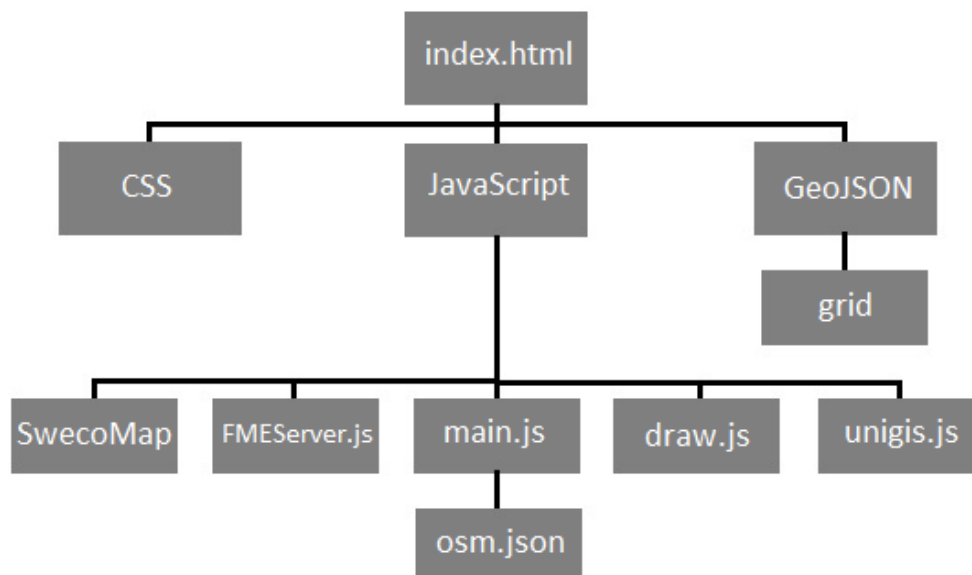 index.html
CSS
JavaScript
GeoJSON
grid
SwecoMap
FMEServer.js
main.js
draw.js
unigis.js
osm.json